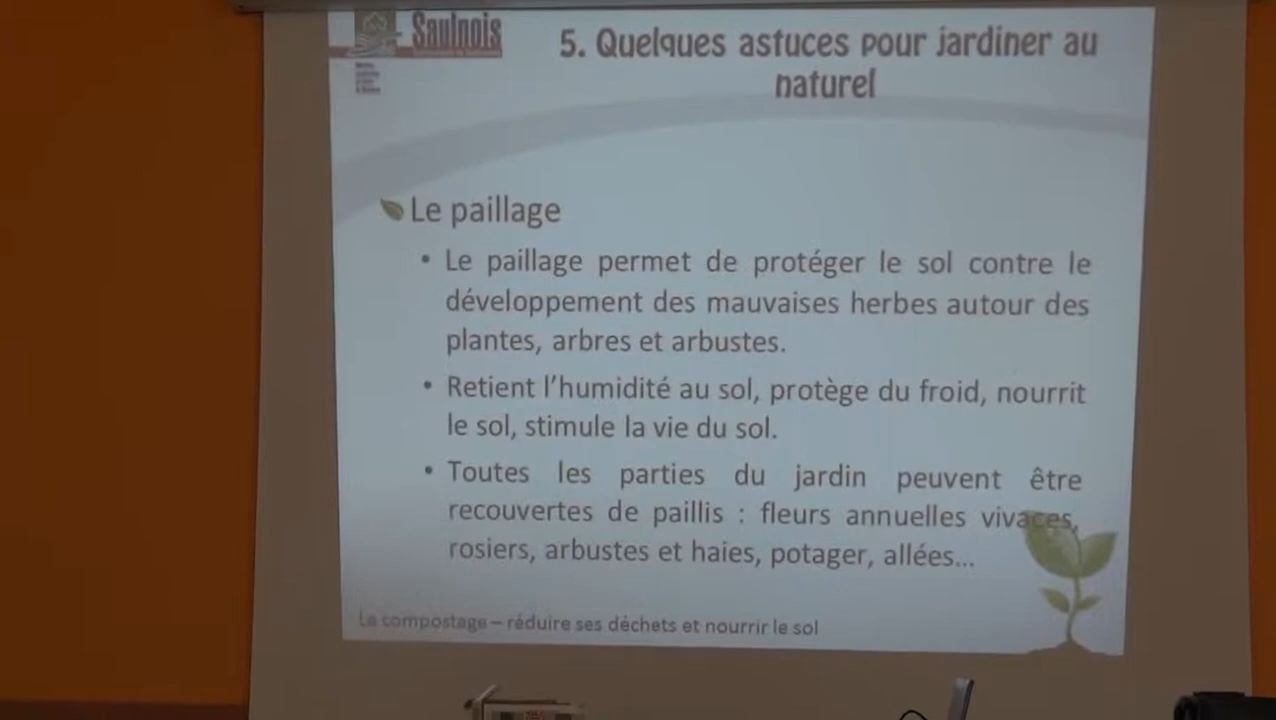 Saulnois
5. Quelques astuces pour jardiner au
naturel
Le paillage
• Le paillage permet de protéger le sol contre le
développement des mauvaises herbes autour des
plantes, arbres et arbustes.
• Retient l'humidité au sol, protège du froid, nourrit
le sol, stimule la vie du sol.
• Toutes les parties du jardin peuvent être
recouvertes de paillis : fleurs annuelles vivaces,
rosiers, arbustes et haies, potager, allées...
Le compostage – réduire ses déchets et nourrir le sol